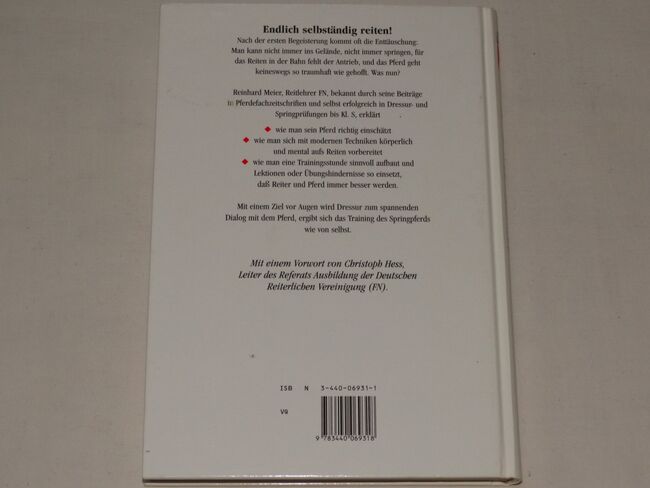 Endlich selbständig reiten!
Nach der ersten Begeisterung kommt oft die Enttäuschung:
Man kann nicht immer ins Gelände, nicht immer springen, für
das Reiten in der Bahn fehlt der Antrieb, und das Pferd geht
keineswegs so traumhaft wie gehofft. Was nun?
Reinhard Meier, Reitlehrer FN, bekannt durch seine Beiträge
in Pferdefachzeitschriften und selbst erfolgreich in Dressur- und
Springprüfungen bis Kl. S, erklärt
◆ wie man sein Pferd richtig einschätzt
◆ wie man sich mit modernen Techniken körperlich
und mental aufs Reiten vorbereitet
◆ wie man eine Trainingsstunde sinnvoll aufbaut und
Lektionen oder Übungshindernisse so einsetzt,
daß Reiter und Pferd immer besser werden.
Mit einem Ziel vor Augen wird Dressur zum spannenden
Dialog mit dem Pferd, ergibt sich das Training des Springpferds
wie von selbst.
Mit einem Vorwort von Christoph Hess,
Leiter des Referats Ausbildung der Deutschen
Reiterlichen Vereinigung (FN).
ISB N 3-440-06931-1
VG
9 783440 069318